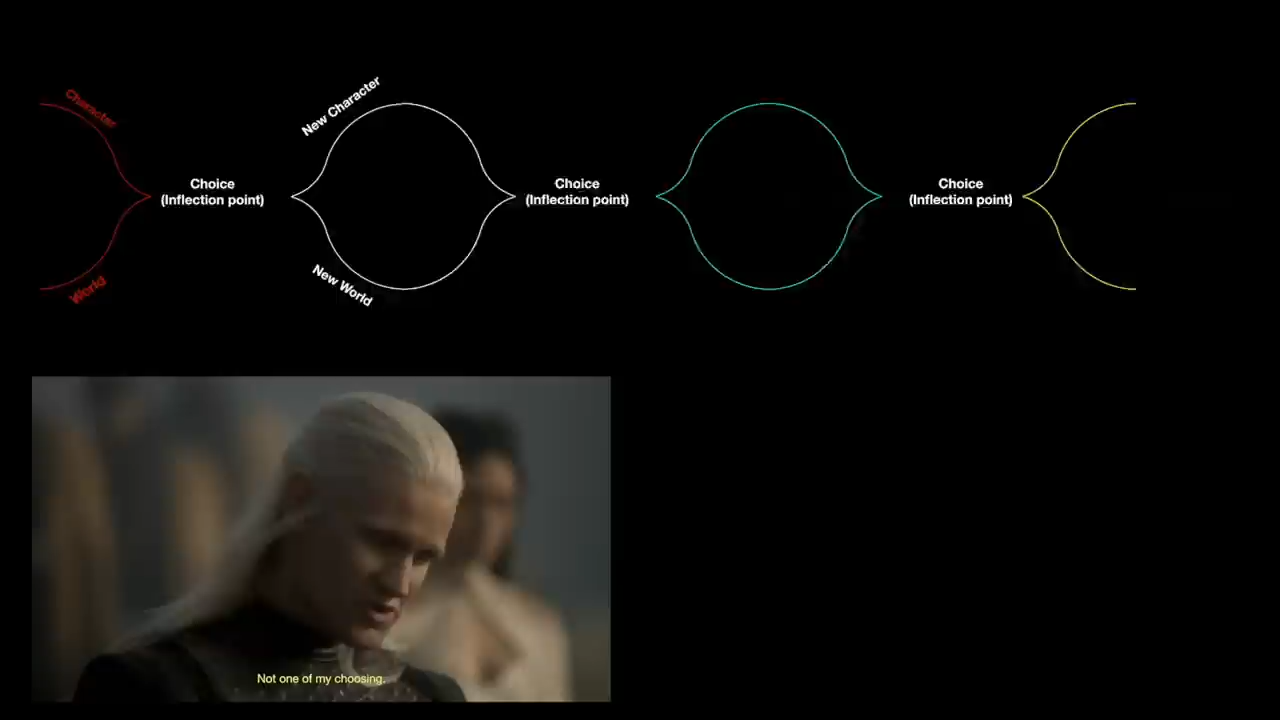 Character
New Character
Choice
(Inflection point)
Choice
(Inflection point)
Choice
(Inflection point)
World
New World
Not one of my choosing.